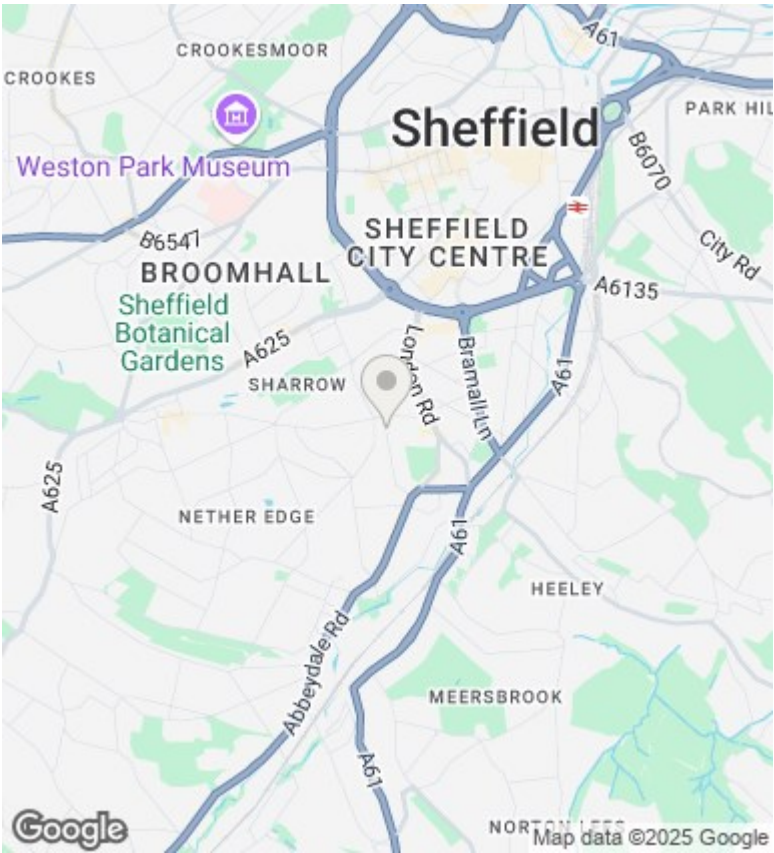 A61
CROOKESMOOR
CROOKES
PARK HIL
Sheffield
Weston Park Museum
B6070
SHEFFIELD
CITY CENTRE
B6547
City Rd
BROOMHALL
A6135
Sheffield
Botanical
Gardens
A625
London Rd
Bramall Ln
SHARROW
A61
A625
NETHER EDGE
A61
HEELEY
Abbeydale Rd
MEERSBROOK
A61
Google
NORTON LEES
Map data ©2025 Google